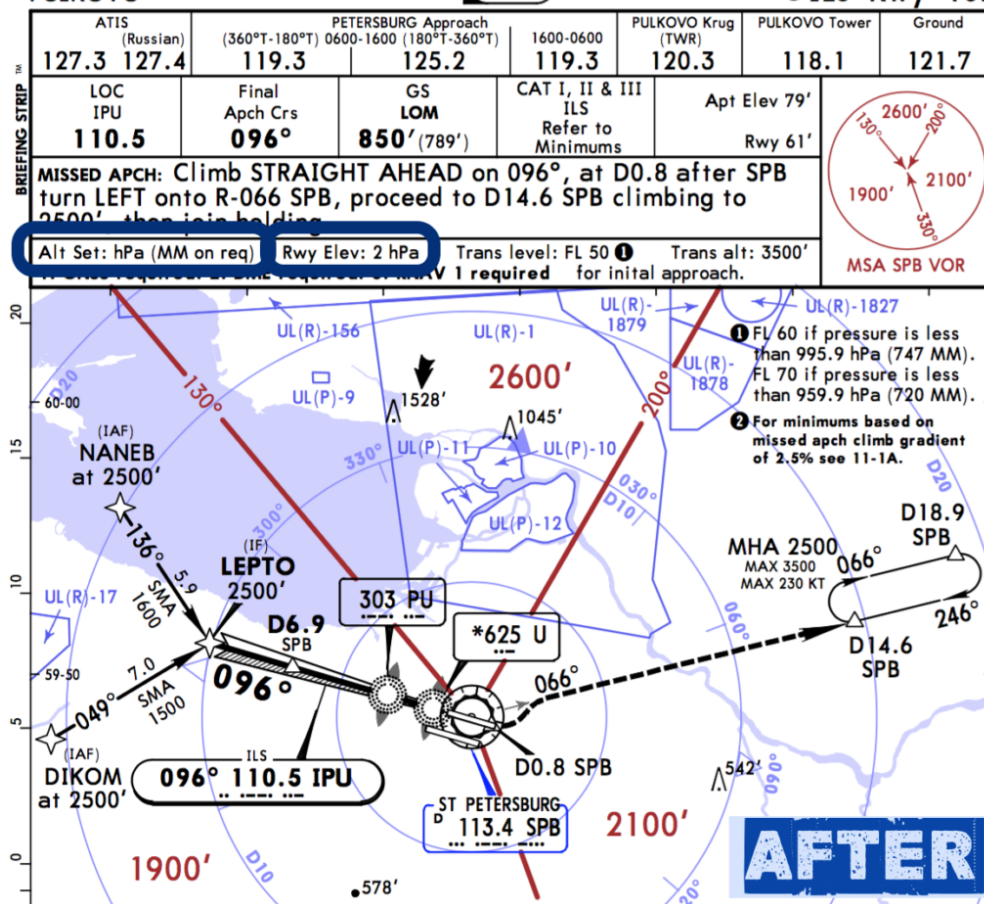 ATIS
(Russian)
127.3 127.4
PETERSBURG Approach
(360°T-180°T) 0600-1600 (180°T-360°T)
119.3 125.2
1600-0600
119.3
PULKOVO Krug
(TWR)
120.3
PULKOVO Tower
118.1
Ground
121.7
BRIEFING STRIP TM
LOC
IPU
110.5
Final
Apch Crs
096°
GS
LOM
850'(789')
CAT I, II & III
ILS
Refer to
Minimums
Apt Elev 79'
Rwy 61'
MISSED APCH: Climb STRAIGHT AHEAD on 096°, at D0.8 after SPB
turn LEFT onto R-066 SPB, proceed to D14.6 SPB climbing to
2500', then join holding
Alt Set: hPa (MM on req) Rwy Elev: 2 hPa Trans level: FL 50 1 Trans alt: 3500'
1 required for inital approach.
2600'
130°
200°
1900'
2100'
330°
MSA SPB VOR
20
15
10
5
0
UL(R)-156
UL(R)-1
UL(R)-
1879
UL(R)-1827
UL(R)-
1878
1 FL 60 if pressure is less
than 995.9 hPa (747 MM).
FL 70 if pressure is less
than 959.9 hPa (720 MM).
2 For minimums based on
missed apch climb gradient
of 2.5% see 11-1A.
D20
130°
UL(P)-9
2600'
200°
60-00
1528'
1045'
(IAF)
NANEB
at 2500'
330°
UL(P)-11
UL(P)-10
030°
D10
D20
300°
UL(P)-12
136°
5.9
SMA
1600
(IF)
LEPTO
2500'
D18.9
SPB
MHA 2500
MAX 3500
MAX 230 KT
066°
246°
D14.6
SPB
UL(R)-17
303 PU
D6.9
SPB
*625 U
060°
59-50
096°
066°
7.0
049°
SMA
1500
(IAF)
DIKOM
at 2500'
ILS
096° 110.5 IPU
D0.8 SPB
542'
090°
ST PETERSBURG
D 113.4 SPB
2100'
1900'
D10
578'
120°
AFTER